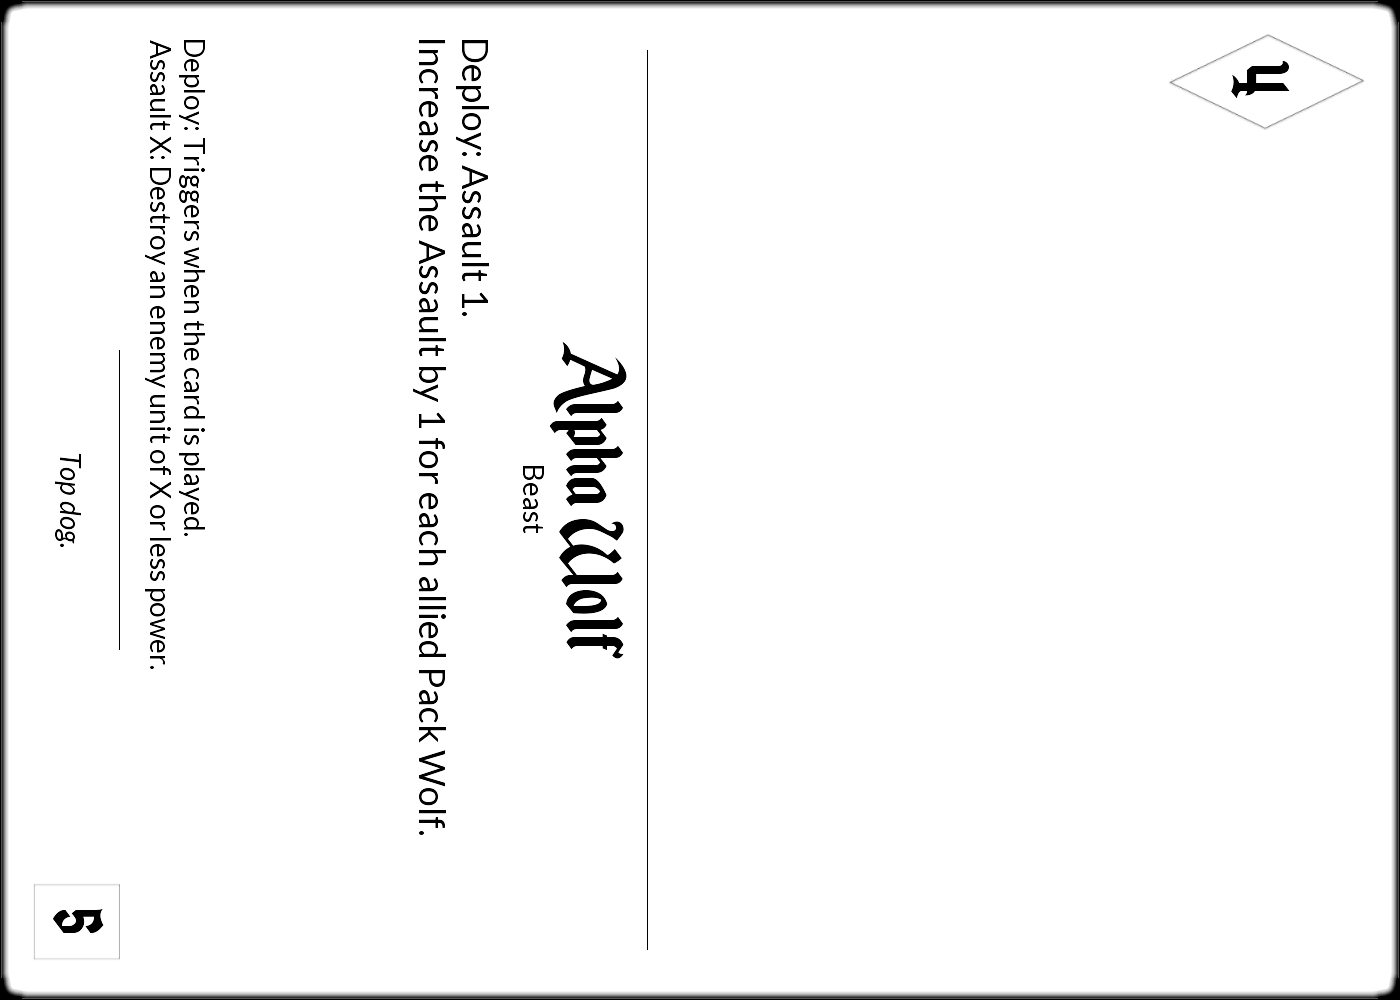 4
Alpha Wolf
Beast
Deploy: Assault 1.
Increase the Assault by 1 for each allied Pack Wolf.
Deploy: Triggers when the card is played.
Assault X: Destroy an enemy unit of X or less power.
Top dog.
5